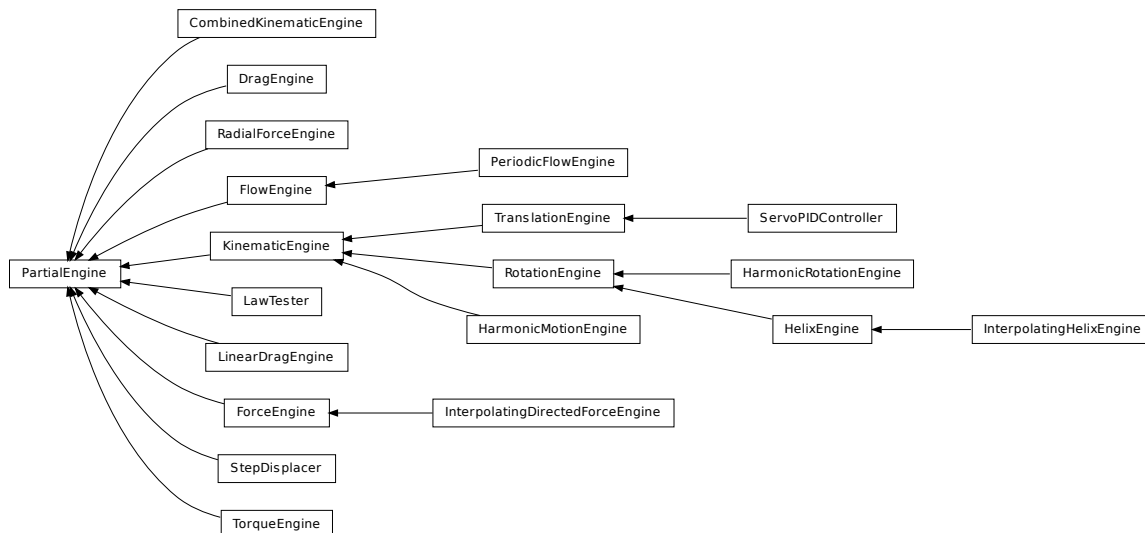 CombinedKinematicEngine
DragEngine
RadialForceEngine
PeriodicFlowEngine
FlowEngine
TranslationEngine
ServoPIDController
KinematicEngine
PartialEngine
RotationEngine
HarmonicRotationEngine
LawTester
HarmonicMotionEngine
HelixEngine
InterpolatingHelixEngine
LinearDragEngine
ForceEngine
InterpolatingDirectedForceEngine
StepDisplacer
TorqueEngine